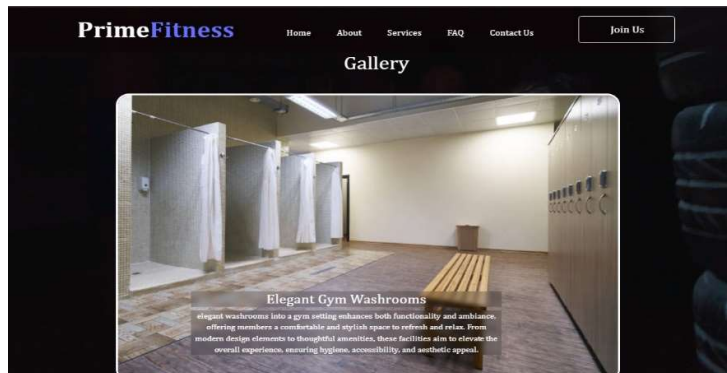 PrimeFitness Home About Services FAQ Contact Us Join Us
Gallery
Elegant Gym Washrooms
elegant washrooms into a gym setting enhances both functionality and ambiance,
offering members a comfortable and stylish space to refresh and relax. From
modern design elements to thoughtful amenities, these facilities aim to elevate the
overall experience, ensuring hygiene, accessibility, and aesthetic appeal.